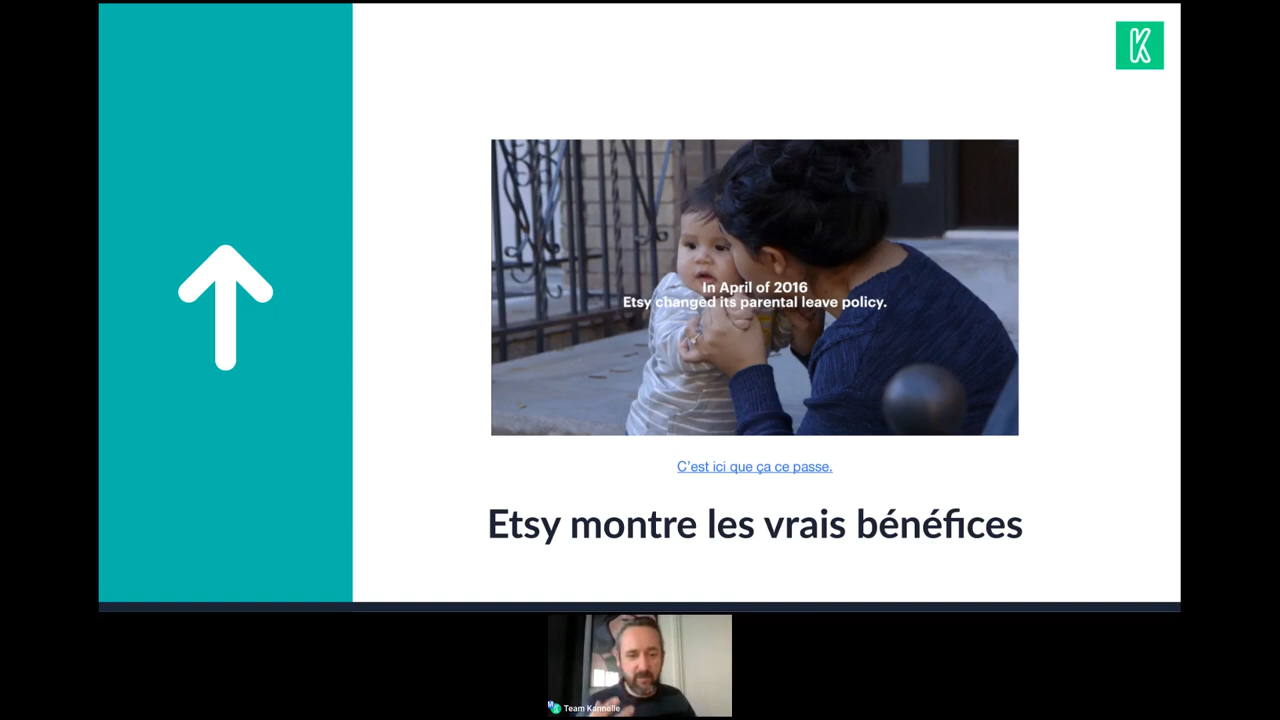 K
In April of 2016
Etsy changed its parental leave policy.
C'est ici que ça ce passe.
Etsy montre les vrais bénéfices
Team Kannelle